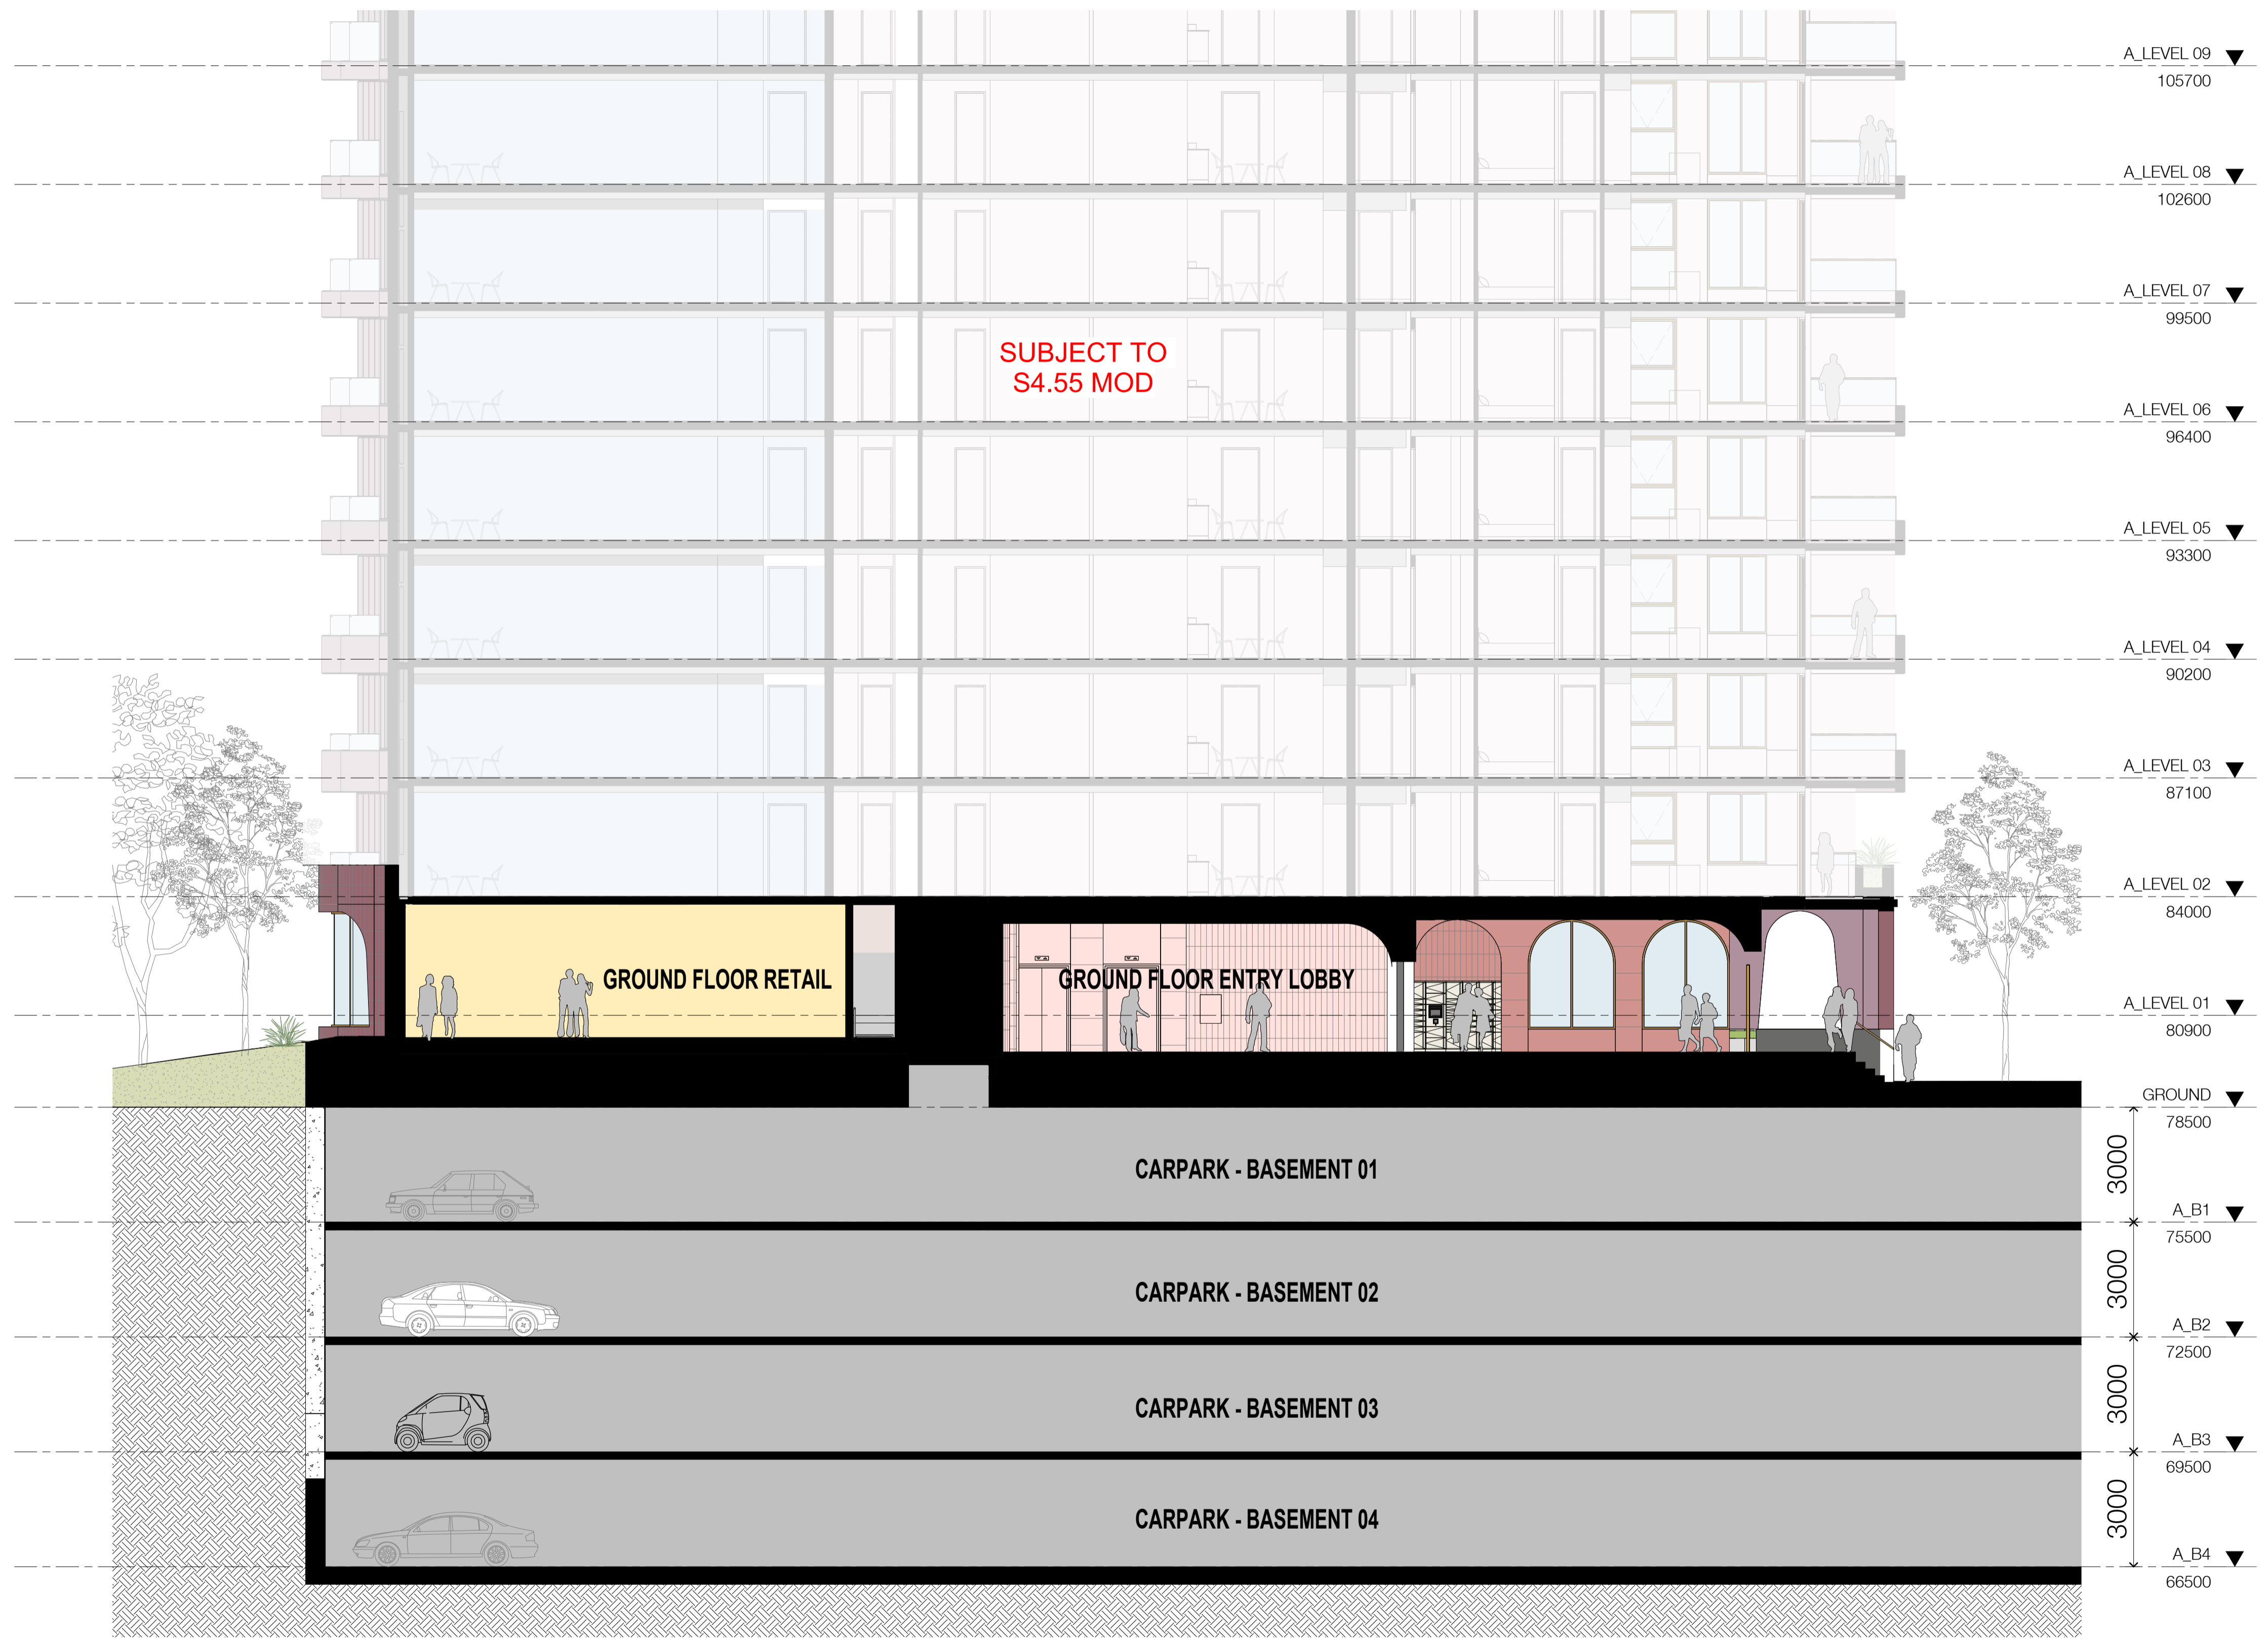 A_LEVEL 09
105700
A_LEVEL 08
102600
A_LEVEL 07
99500
SUBJECT TO
S4.55 MOD
A_LEVEL 06
96400
A_LEVEL 05
93300
A_LEVEL 04
90200
A_LEVEL 03
87100
A_LEVEL 02
84000
GROUND FLOOR RETAIL
GROUND FLOOR ENTRY LOBBY
A_LEVEL 01
80900
GROUND
78500
CARPARK - BASEMENT 01
3000
A_B1
75500
CARPARK - BASEMENT 02
3000
A_B2
72500
CARPARK - BASEMENT 03
3000
A_B3
69500
CARPARK - BASEMENT 04
3000
A_B4
66500